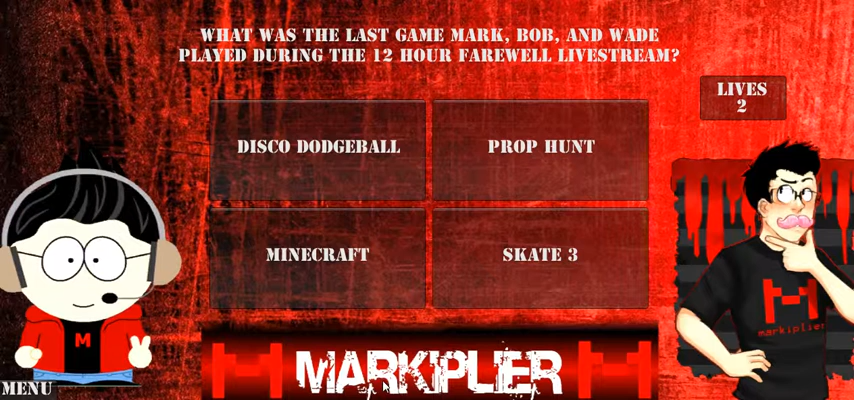 WHAT WAS THE LAST GAME MARK, BOB, AND WADE
PLAYED DURING THE 12 HOUR FAREWELL LIVESTREAM?
LIVES
2
DISCO DODGEBALL
PROP HUNT
MINECRAFT
SKATE 3
M
markiplier
M
MARKIPLIER
M
M
MENU